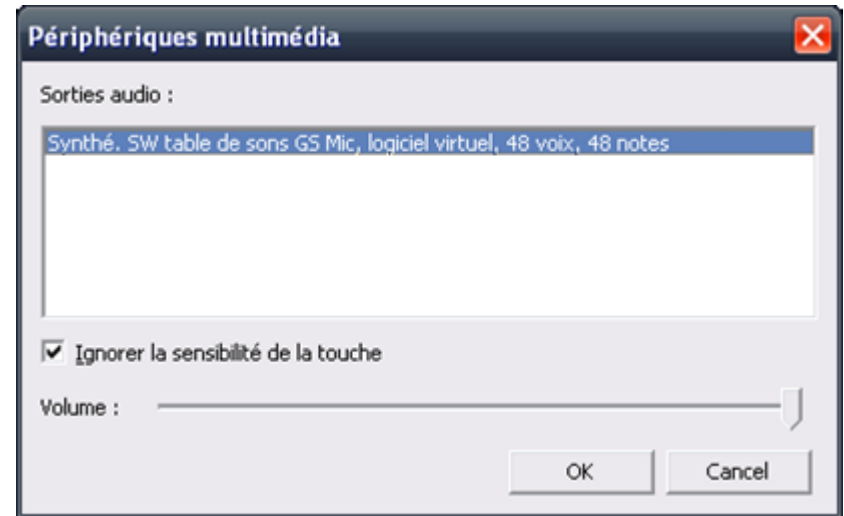 Périphériques multimédia
Sorties audio :
Synthé. SW table de sons GS Mic, logiciel virtuel, 48 voix, 48 notes
Ignorer la sensibilité de la touche
Volume :
OK Cancel